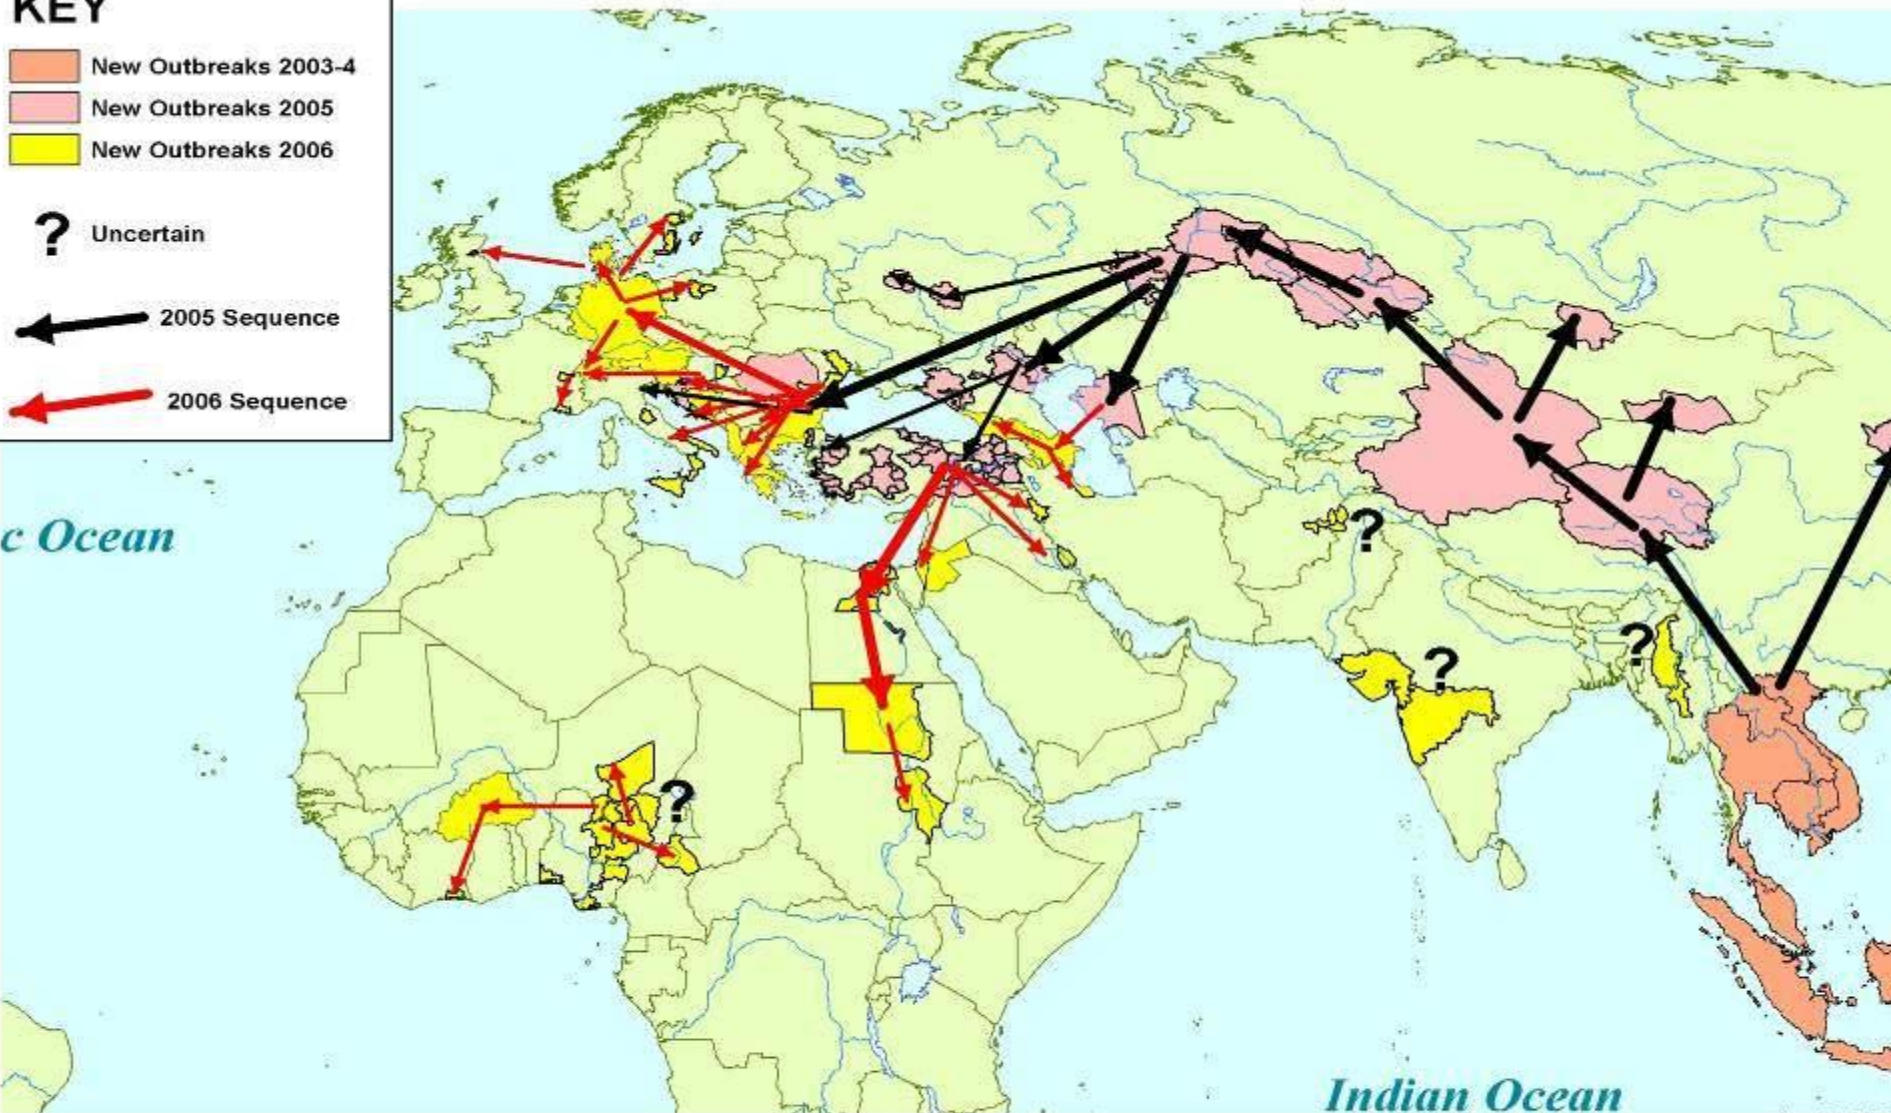 KEY
New Outbreaks 2003-4
New Outbreaks 2005
New Outbreaks 2006
? Uncertain
2005 Sequence
2006 Sequence
c Ocean
?
?
?
?
Indian Ocean